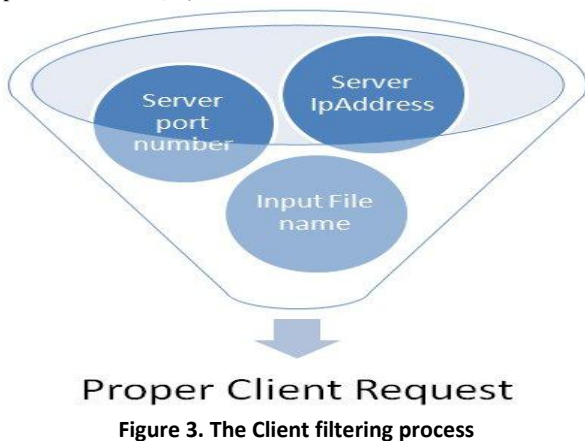 Server
port
number
Server
IpAddress
Input File
name
Proper Client Request
Figure 3. The Client filtering process